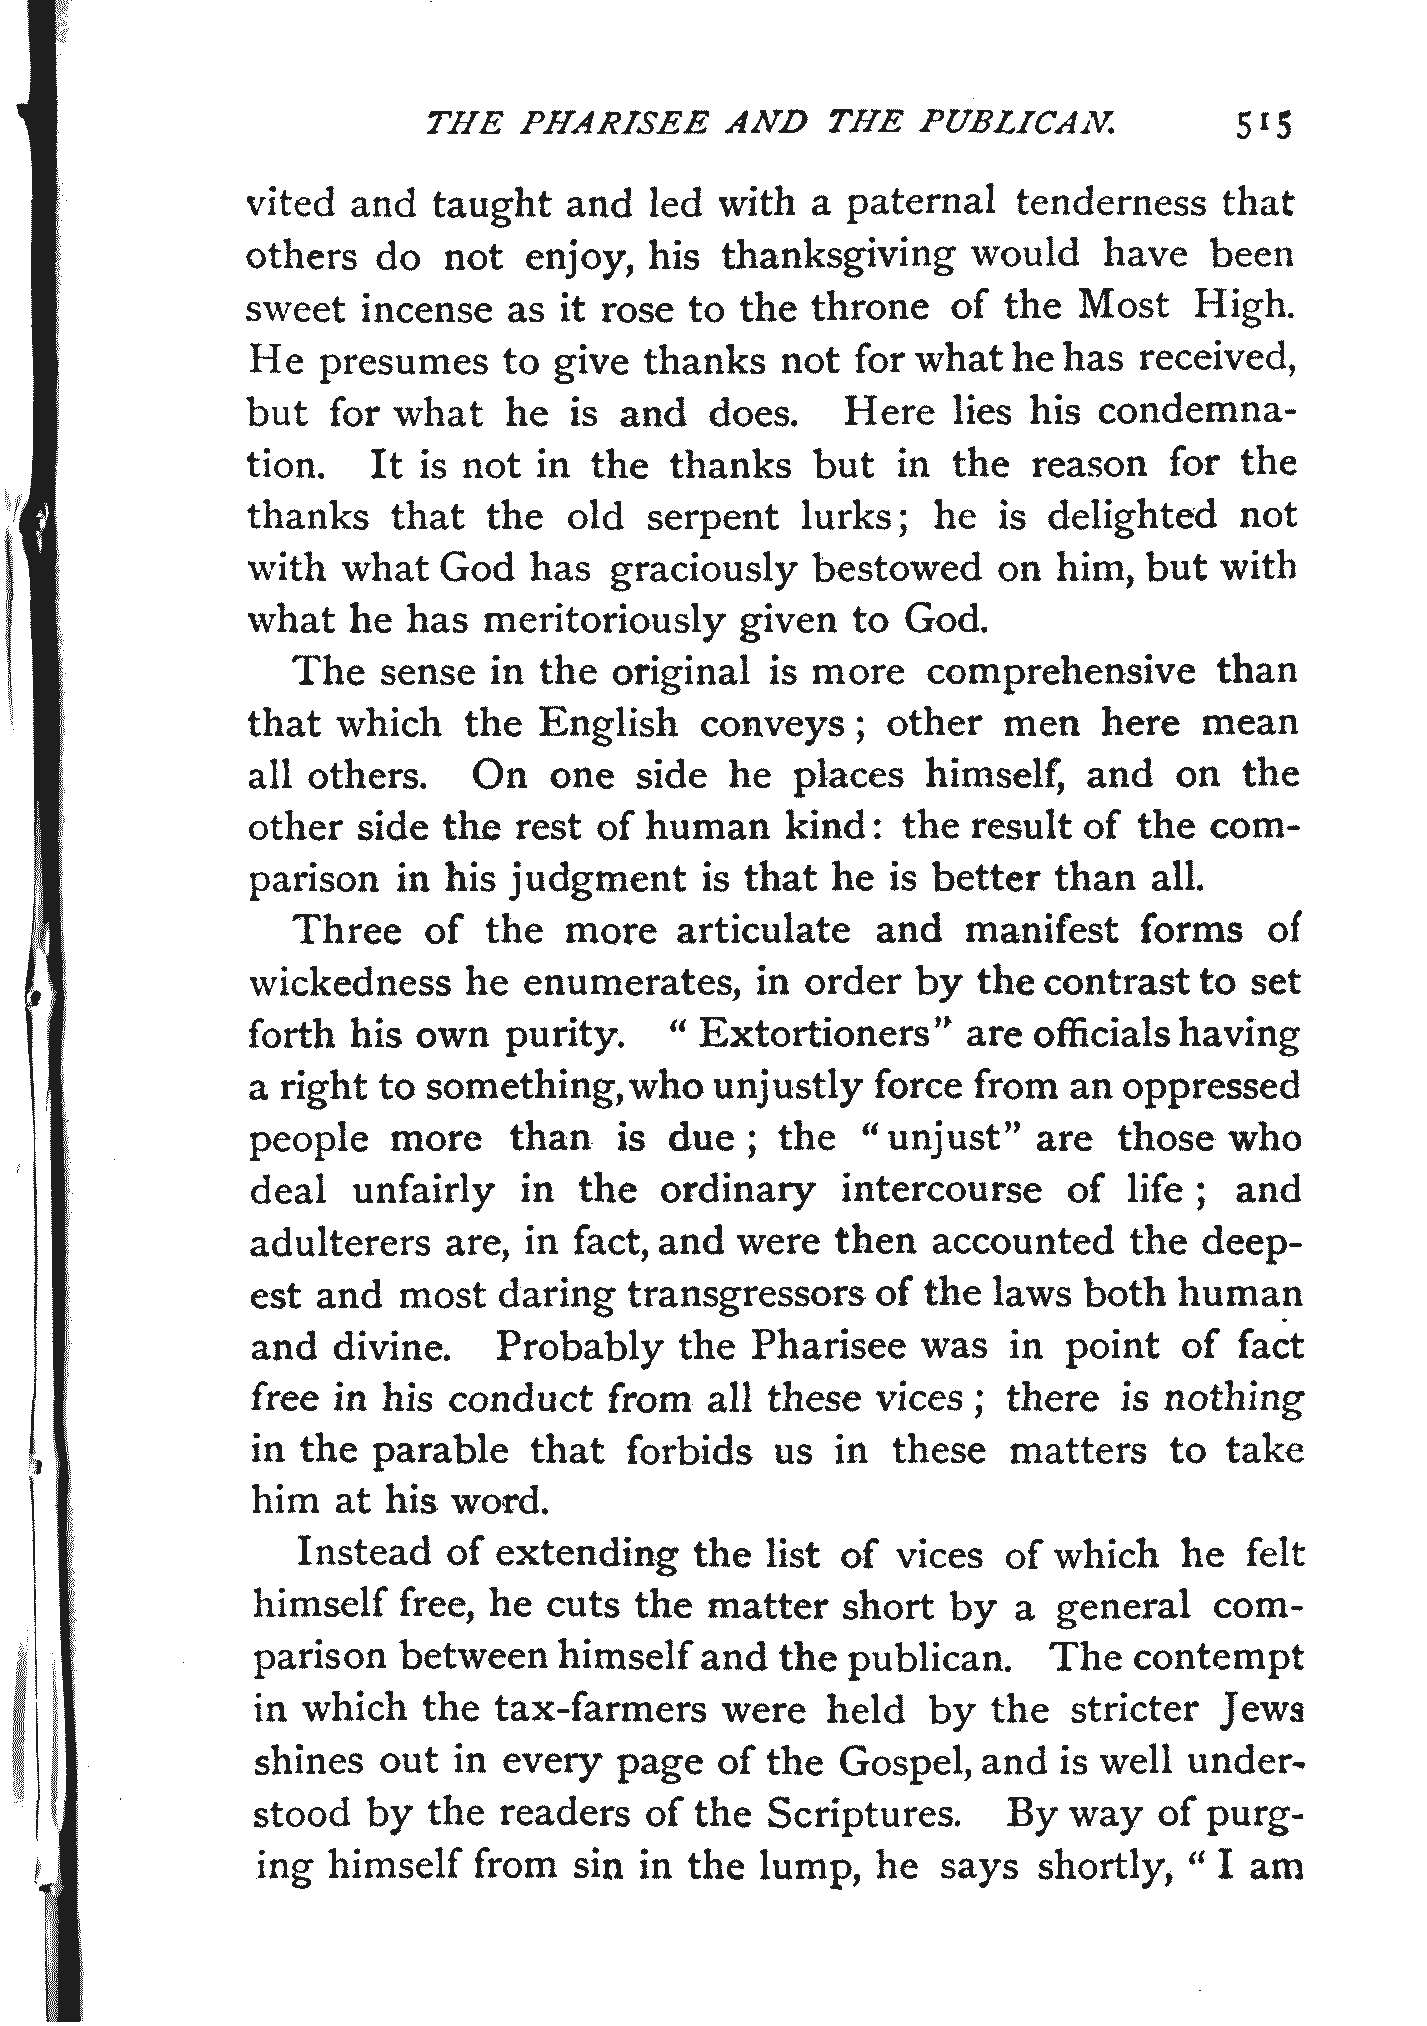 THE PHARISEE AND THE PUBLICAN. 515
vited and taught and led with a paternal tenderness that
others do not enjoy, his thanksgiving would have been
sweet incense as it rose to the throne of the Most High.
He presumes to give thanks not for what he has received,
but for what he is and does. Here lies his condemna-
tion. It is not in the thanks but in the reason for the
thanks that the old serpent lurks; he is delighted not
with what God has graciously bestowed on him, but with
what he has meritoriously given to God.
The sense in the original is more comprehensive than
that which the English conveys; other men here mean
all others. On one side he places himself, and on the
other side the rest of human kind: the result of the com-
parison in his judgment is that he is better than all.
Three of the more articulate and manifest forms of
wickedness he enumerates, in order by the contrast to set
forth his own purity. "Extortioners" are officials having
a right to something, who unjustly force from an oppressed
people more than is due; the "unjust" are those who
deal unfairly in the ordinary intercourse of life; and
adulterers are, in fact, and were then accounted the deep-
est and most daring transgressors of the laws both human
and divine. Probably the Pharisee was in point of fact
free in his conduct from all these vices; there is nothing
in the parable that forbids us in these matters to take
him at his word.
Instead of extending the list of vices of which he felt
himself free, he cuts the matter short by a general com-
parison between himself and the publican. The contempt
in which the tax-farmers were held by the stricter Jews
shines out in every page of the Gospel, and is well under-
stood by the readers of the Scriptures. By way of purg-
ing himself from sin in the lump, he says shortly, "I am